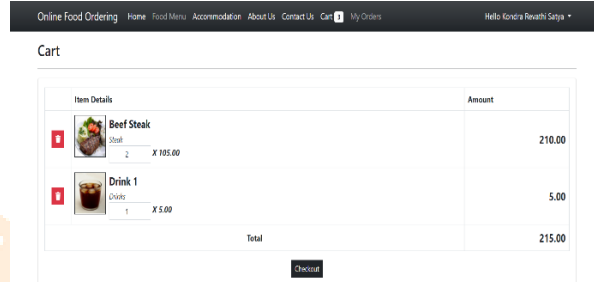 Online Food Ordering Home Food Menu Accommodation About Us Contact Us Cart 3 My Orders Hello Kondra Revathi Satya
Cart
Item Details Amount
Beef Steak
Steak
2 X 105.00 210.00
Drink 1
Drinks
1 X 5.00 5.00
Total 215.00
Checkout